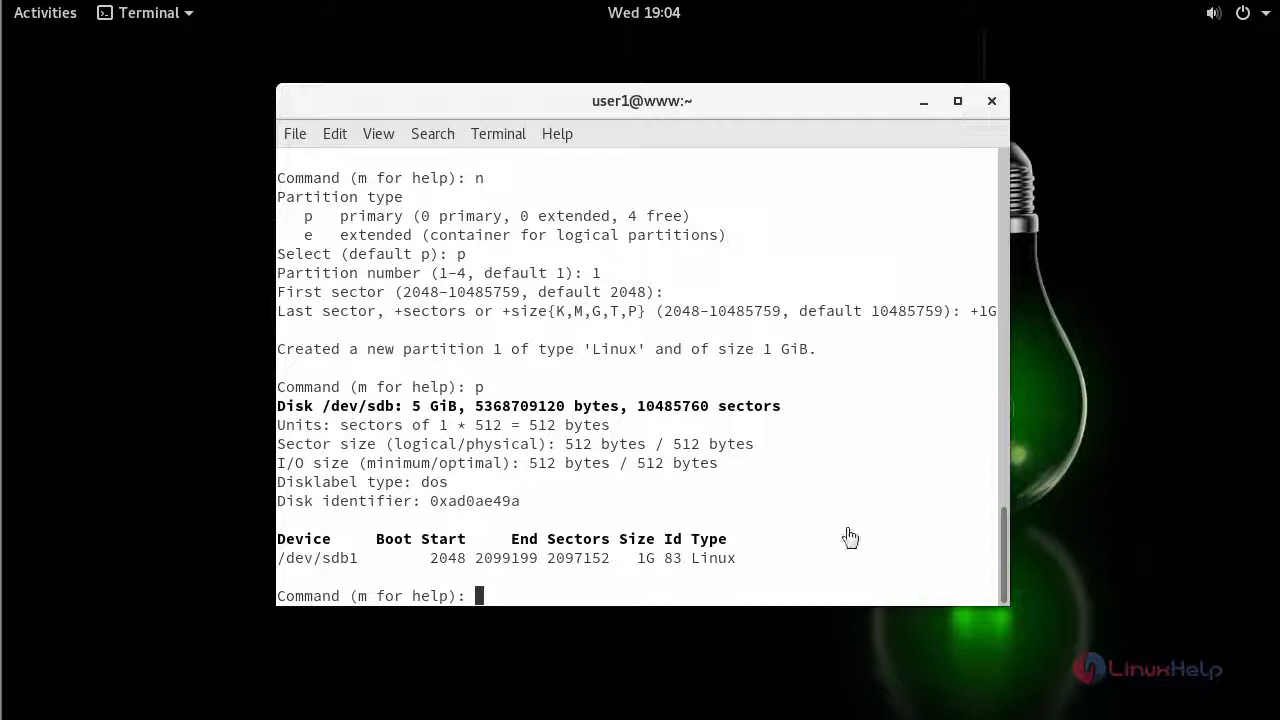 Activities Terminal Wed 19:04
user1@www:~
File Edit View Search Terminal Help
Command (m for help): n
Partition type
   p   primary (0 primary, 0 extended, 4 free)
   e   extended (container for logical partitions)
Select (default p): p
Partition number (1-4, default 1): 1
First sector (2048-10485759, default 2048):
Last sector, +sectors or +size{K,M,G,T,P} (2048-10485759, default 10485759): +1G
Created a new partition 1 of type 'Linux' and of size 1 GiB.
Command (m for help): p
Disk /dev/sdb: 5 GiB, 5368709120 bytes, 10485760 sectors
Units: sectors of 1 * 512 = 512 bytes
Sector size (logical/physical): 512 bytes / 512 bytes
I/O size (minimum/optimal): 512 bytes / 512 bytes
Disklabel type: dos
Disk identifier: 0xad0ae49a
Device     Boot Start     End Sectors Size Id Type
/dev/sdb1        2048 2099199 2097152   1G 83 Linux
Command (m for help):
LinuxHelp